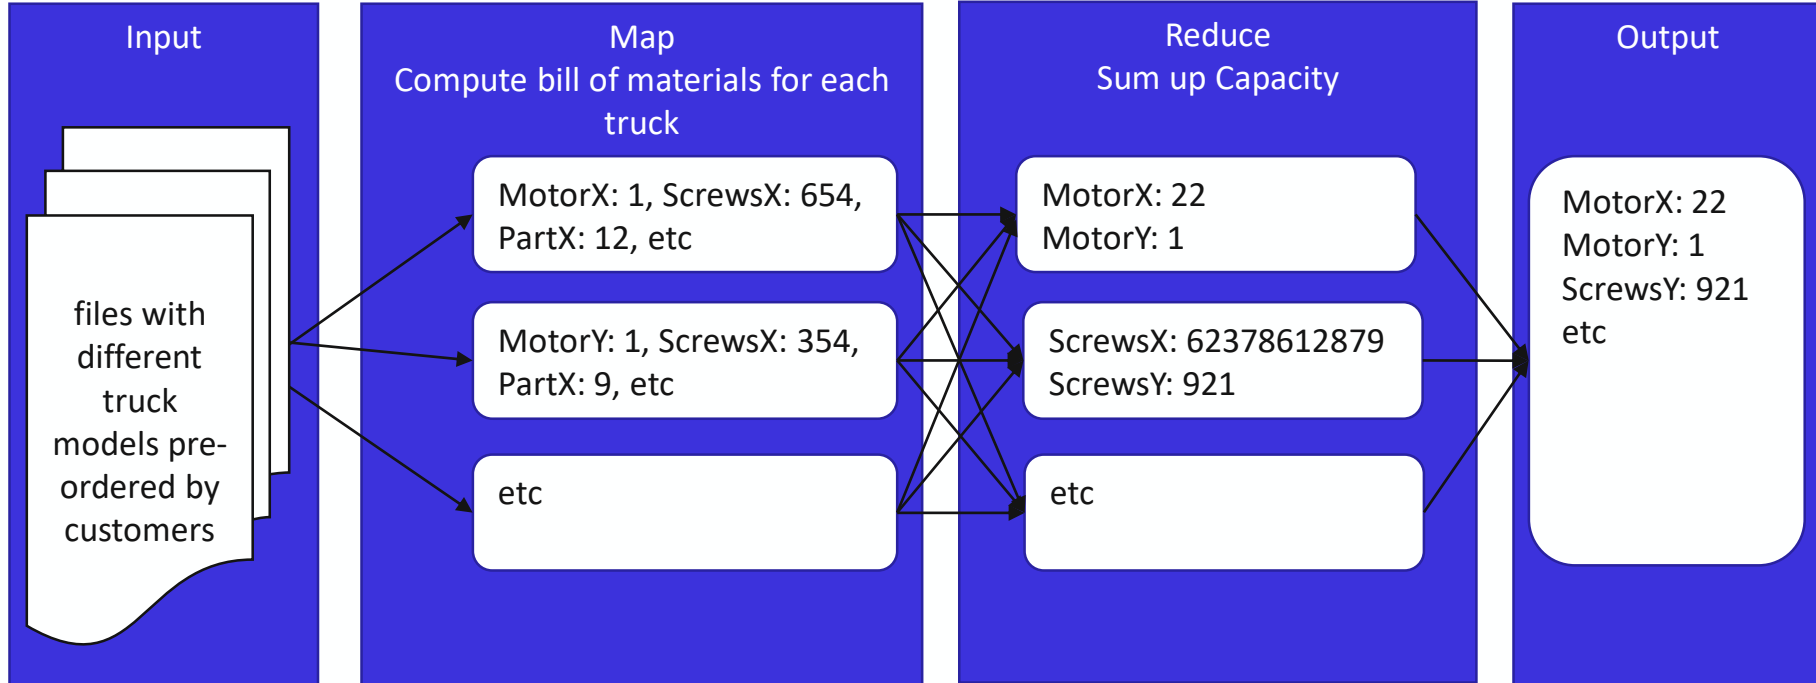 Input
files with
different
truck
models pre-
ordered by
customers
Map
Compute bill of materials for each
truck
MotorX: 1, ScrewsX: 654,
PartX: 12, etc
MotorY: 1, ScrewsX: 354,
PartX: 9, etc
etc
Reduce
Sum up Capacity
MotorX: 22
MotorY: 1
ScrewsX: 62378612879
ScrewsY: 921
etc
Output
MotorX: 22
MotorY: 1
ScrewsY: 921
etc